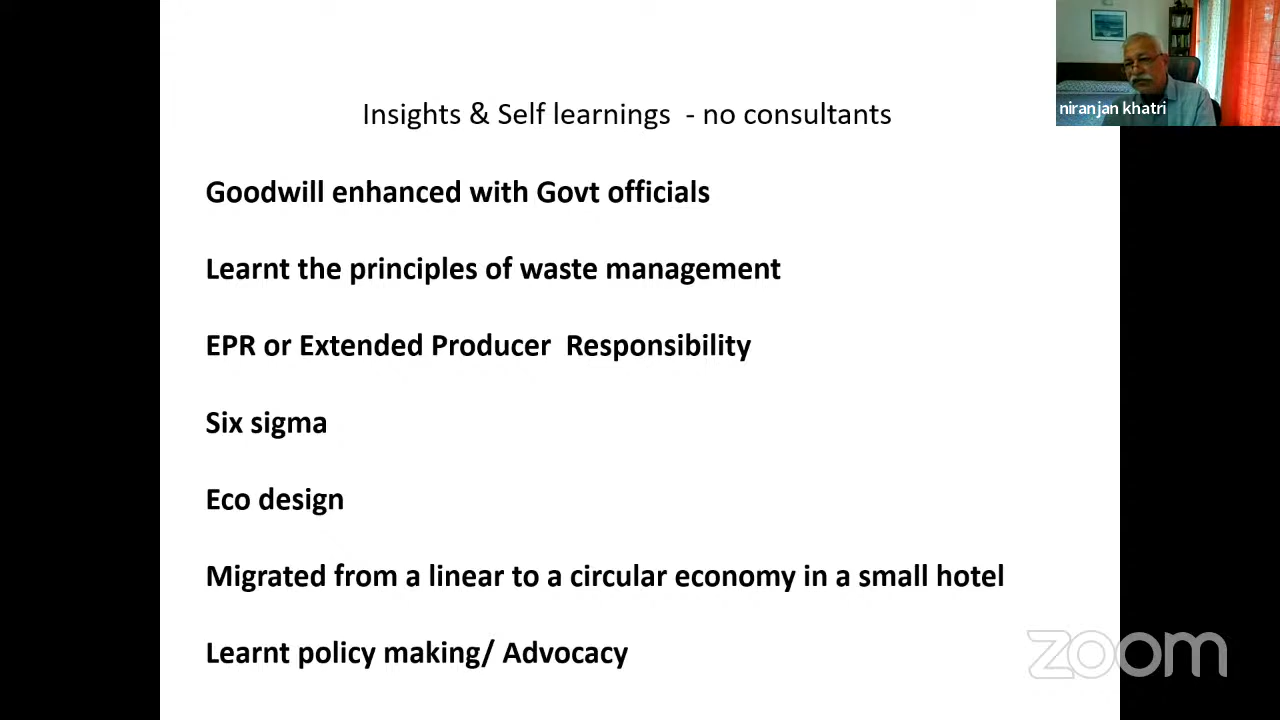 Insights & Self learnings - no consultants
niranjan khatri
Goodwill enhanced with Govt officials
Learnt the principles of waste management
EPR or Extended Producer Responsibility
Six sigma
Eco design
Migrated from a linear to a circular economy in a small hotel
Learnt policy making/ Advocacy
zoom